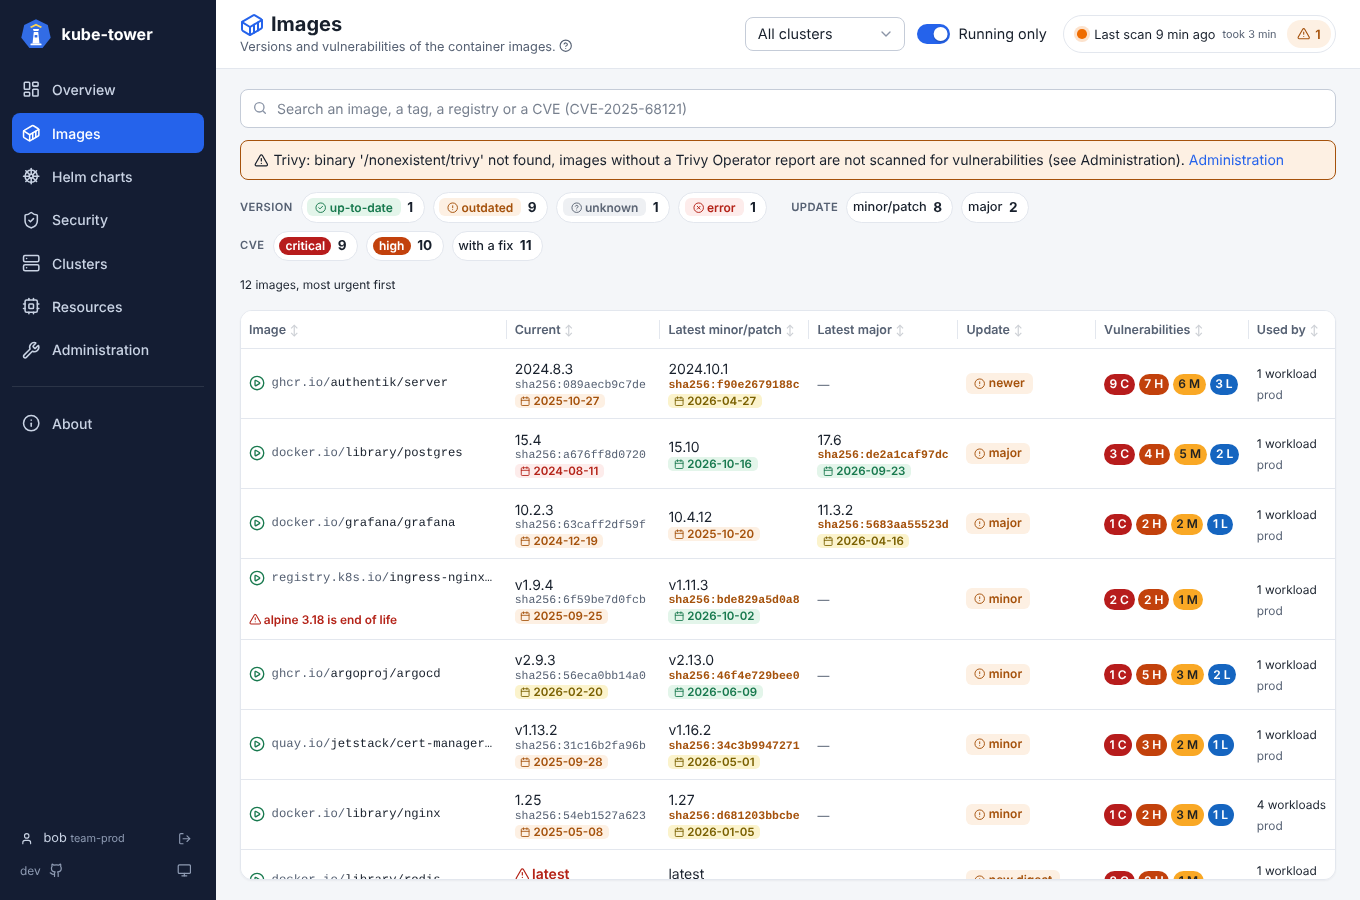 kube-tower
Overview
Images
Helm charts
Security
Clusters
Resources
Administration
About
bob team-prod
dev
Images
Versions and vulnerabilities of the container images.
All clusters
Running only
Last scan 9 min ago took 3 min 1
Search an image, a tag, a registry or a CVE (CVE-2025-68121)
Trivy: binary '/nonexistent/trivy' not found, images without a Trivy Operator report are not scanned for vulnerabilities (see Administration). Administration
VERSION up-to-date 1 outdated 9 unknown 1 error 1 UPDATE minor/patch 8 major 2
CVE critical 9 high 10 with a fix 11
12 images, most urgent first
Image Current Latest minor/patch Latest major Update Vulnerabilities Used by
ghcr.io/authentik/server
2024.8.3
sha256:089aecb9c7de
2025-10-27
2024.10.1
sha256:f90e2679188c
2026-04-27
—
newer
9 C 7 H 6 M 3 L
1 workload
prod
docker.io/library/postgres
15.4
sha256:a676ff8d0720
2024-08-11
15.10
2026-10-16
17.6
sha256:de2a1caf97dc
2026-09-23
major
3 C 4 H 5 M 2 L
1 workload
prod
docker.io/grafana/grafana
10.2.3
sha256:63caff2df59f
2024-12-19
10.4.12
2025-10-20
11.3.2
sha256:5683aa55523d
2026-04-16
major
1 C 2 H 2 M 1 L
1 workload
prod
registry.k8s.io/ingress-nginx…
alpine 3.18 is end of life
v1.9.4
sha256:6f59be7d0fcb
2025-09-25
v1.11.3
sha256:bde829a5d0a8
2026-10-02
—
minor
2 C 2 H 1 M
1 workload
prod
ghcr.io/argoproj/argocd
v2.9.3
sha256:56eca0bb14a0
2026-02-20
v2.13.0
sha256:46f4e729bee0
2026-06-09
—
minor
1 C 5 H 3 M 2 L
1 workload
prod
quay.io/jetstack/cert-manager…
v1.13.2
sha256:31c16b2fa96b
2025-09-28
v1.16.2
sha256:34c3b9947271
2026-05-01
—
minor
1 C 3 H 2 M 1 L
1 workload
prod
docker.io/library/nginx
1.25
sha256:54eb1527a623
2025-05-08
1.27
sha256:d681203bbcbe
2026-01-05
—
minor
1 C 2 H 3 M 1 L
4 workloads
prod
docker.io/library/redis
latest
latest
new digest
1 workload